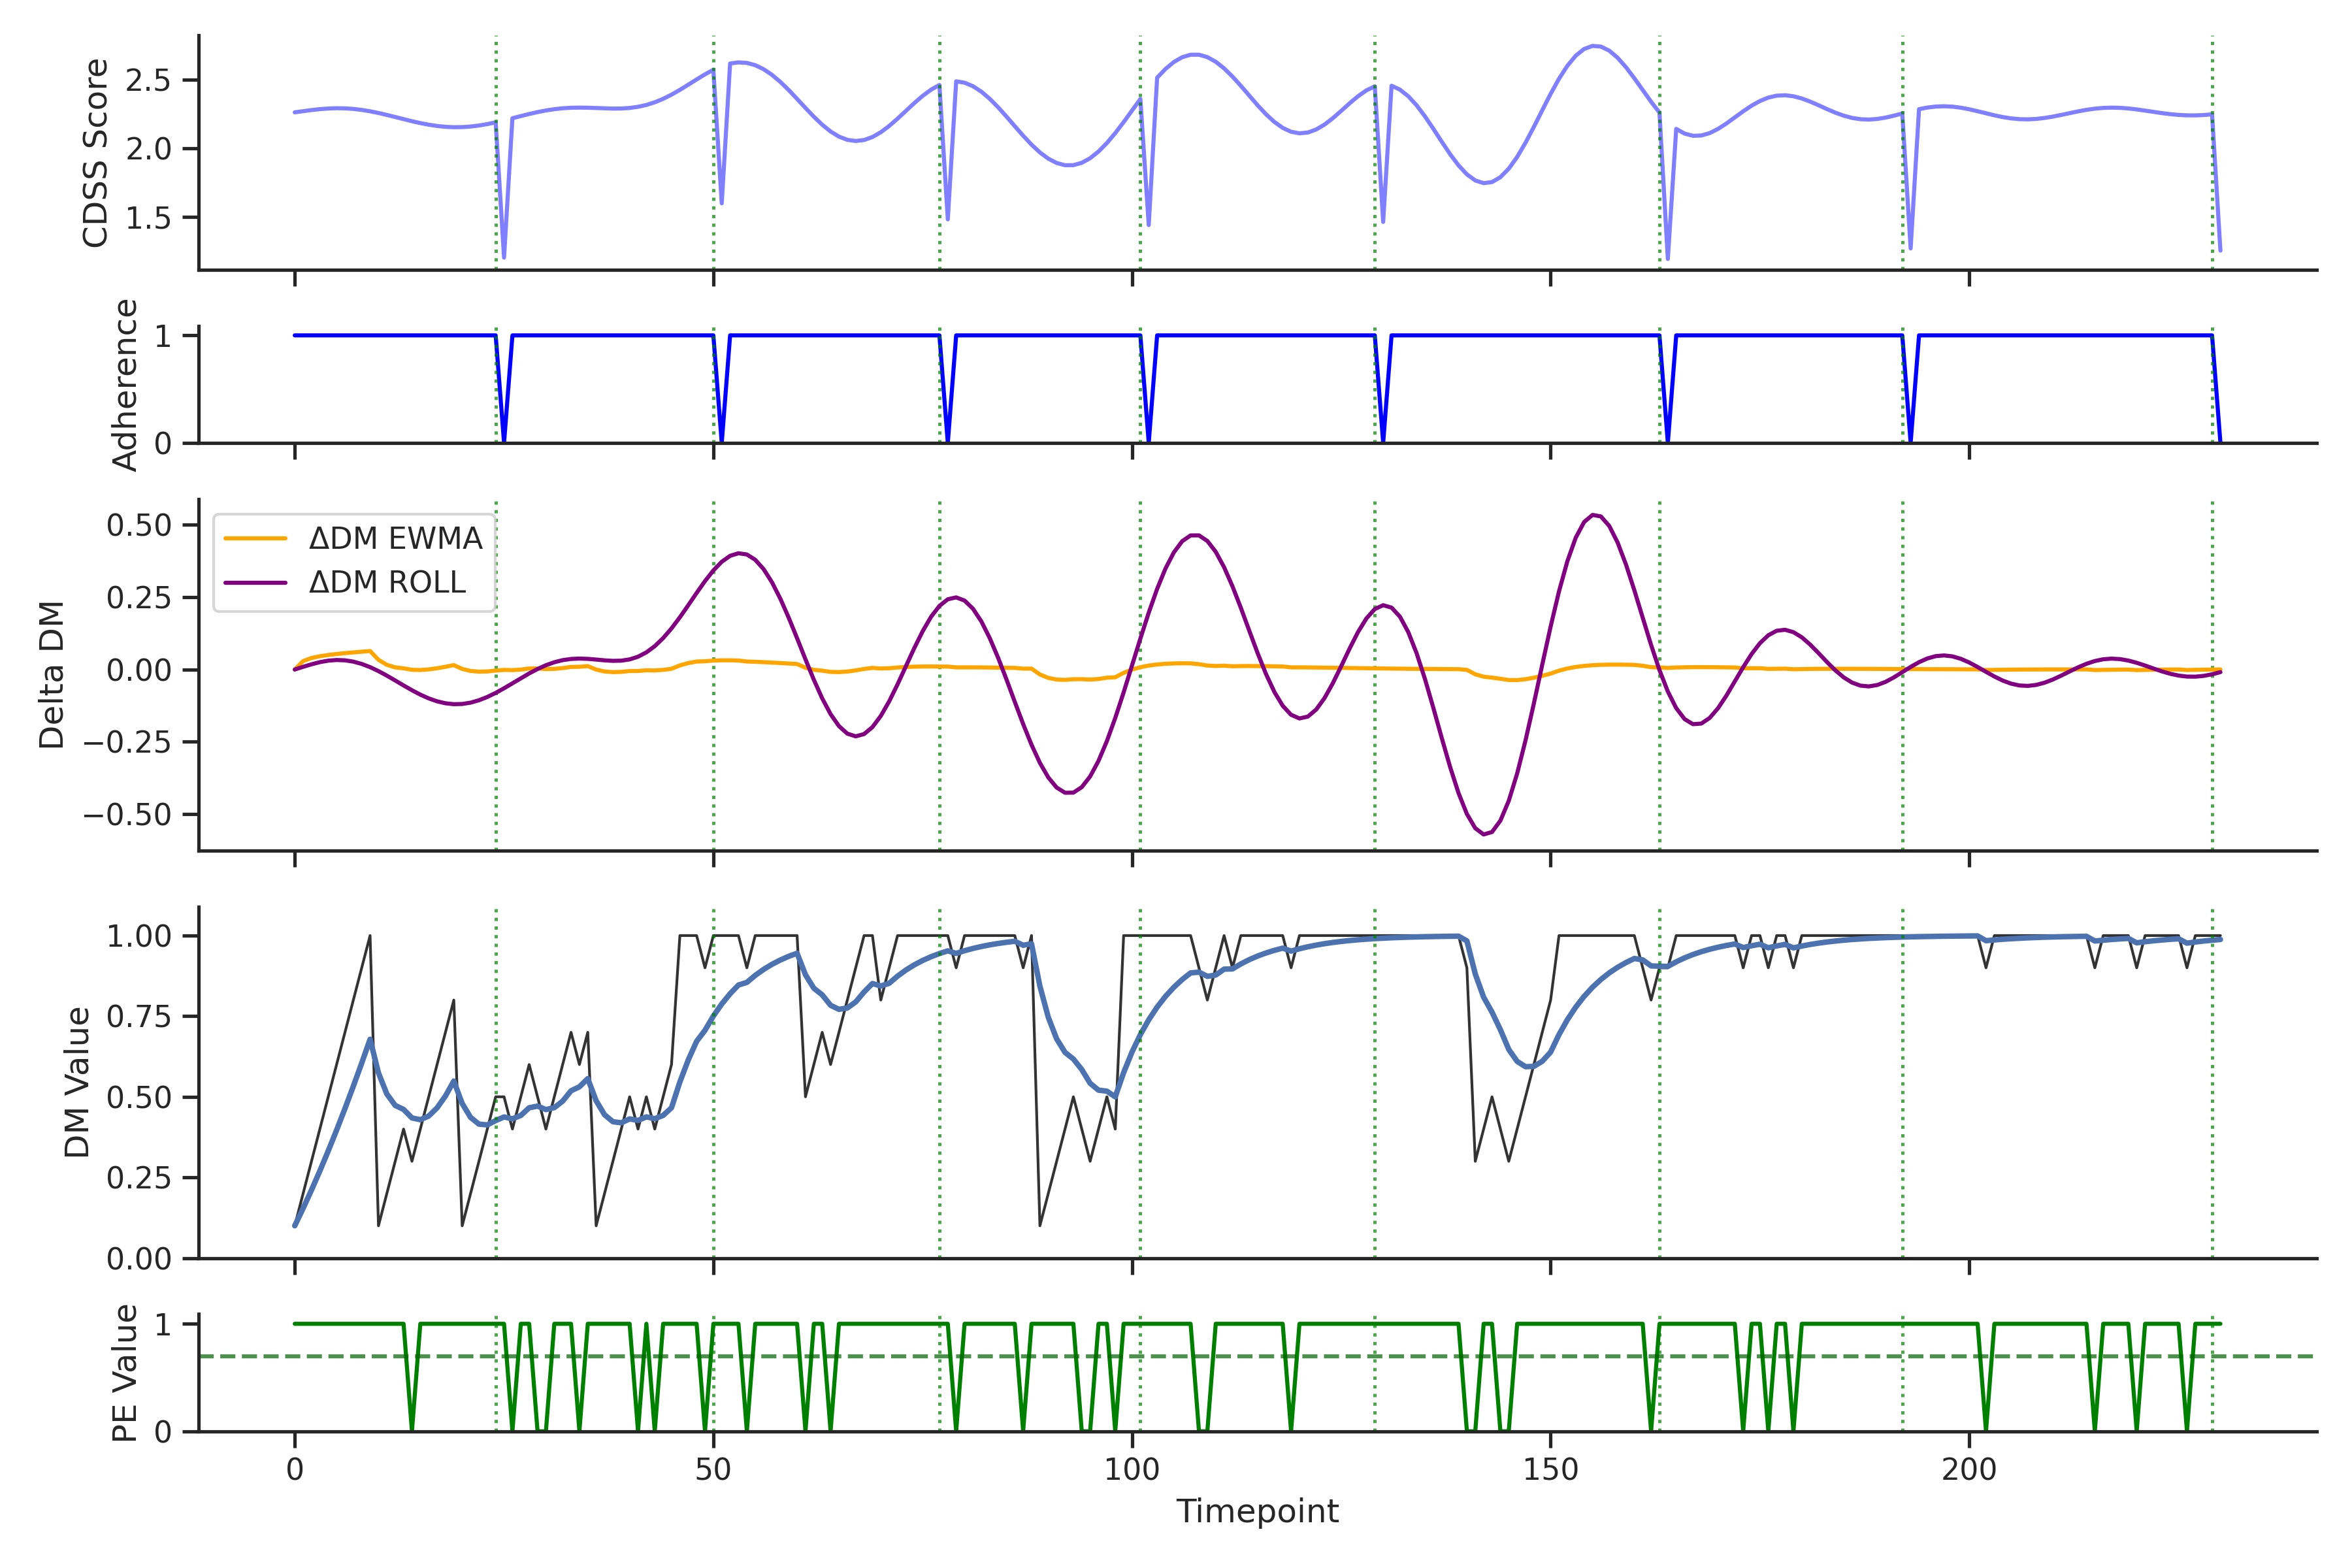 CDSS Score
2.5
2.0
1.5
Adherence
1
0
Delta DM
0.50
0.25
0.00
−0.25
−0.50
ΔDM EWMA
ΔDM ROLL
DM Value
1.00
0.75
0.50
0.25
0.00
PE Value
1
0
0 50 100 150 200
Timepoint